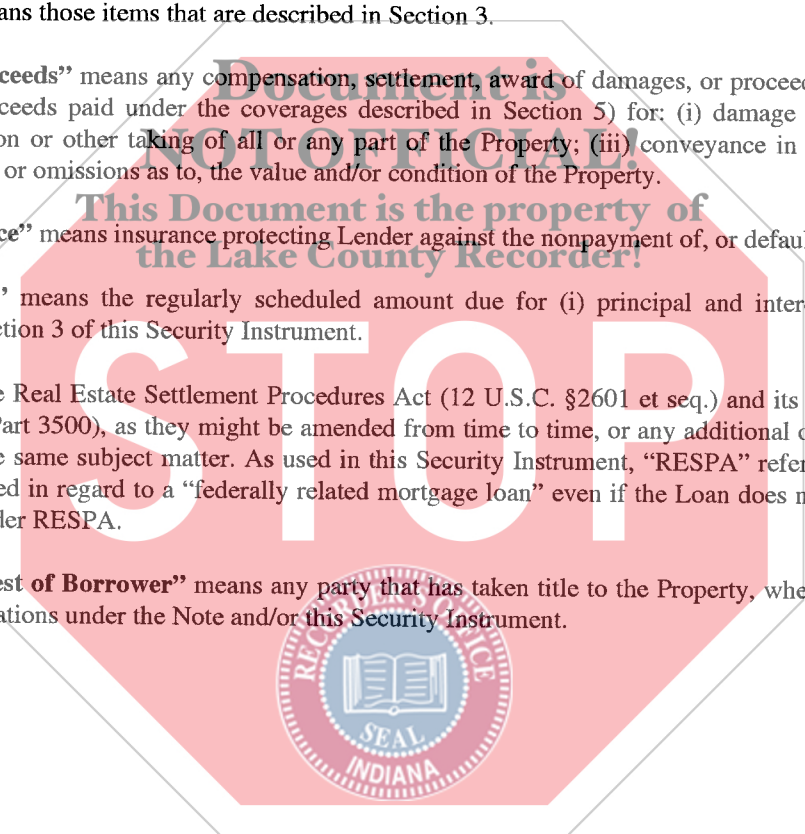 ans those items that are described in Section 3.
Document is
ceeds” means any compensation, settlement, award of damages, or proceed
ceeds paid under the coverages described in Section 5) for: (i) damage
NOT OFFICIAL!
on or other taking of all or any part of the Property; (iii) conveyance in
or omissions as to, the value and/or condition of the Property.
This Document is the property of
ce” means insurance protecting Lender against the nonpayment of, or defaul
the Lake County Recorder!
” means the regularly scheduled amount due for (i) principal and inter
ction 3 of this Security Instrument.
STOP
e Real Estate Settlement Procedures Act (12 U.S.C. §2601 et seq.) and its
Part 3500), as they might be amended from time to time, or any additional o
e same subject matter. As used in this Security Instrument, “RESPA” refer
ed in regard to a “federally related mortgage loan” even if the Loan does n
der RESPA.
est of Borrower” means any party that has taken title to the Property, whe
ations under the Note and/or this Security Instrument.
RECORDER'S OFFICE
SEAL
INDIANA